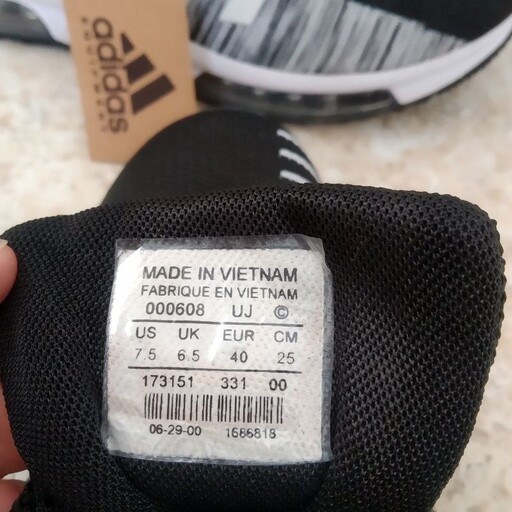 adidas
EQUIPMENT
MADE IN VIETNAM
FABRIQUE EN VIETNAM
000608 UJ ©
US UK EUR CM
7.5 6.5 40 25
173151 331 00
06-29-00 1686818